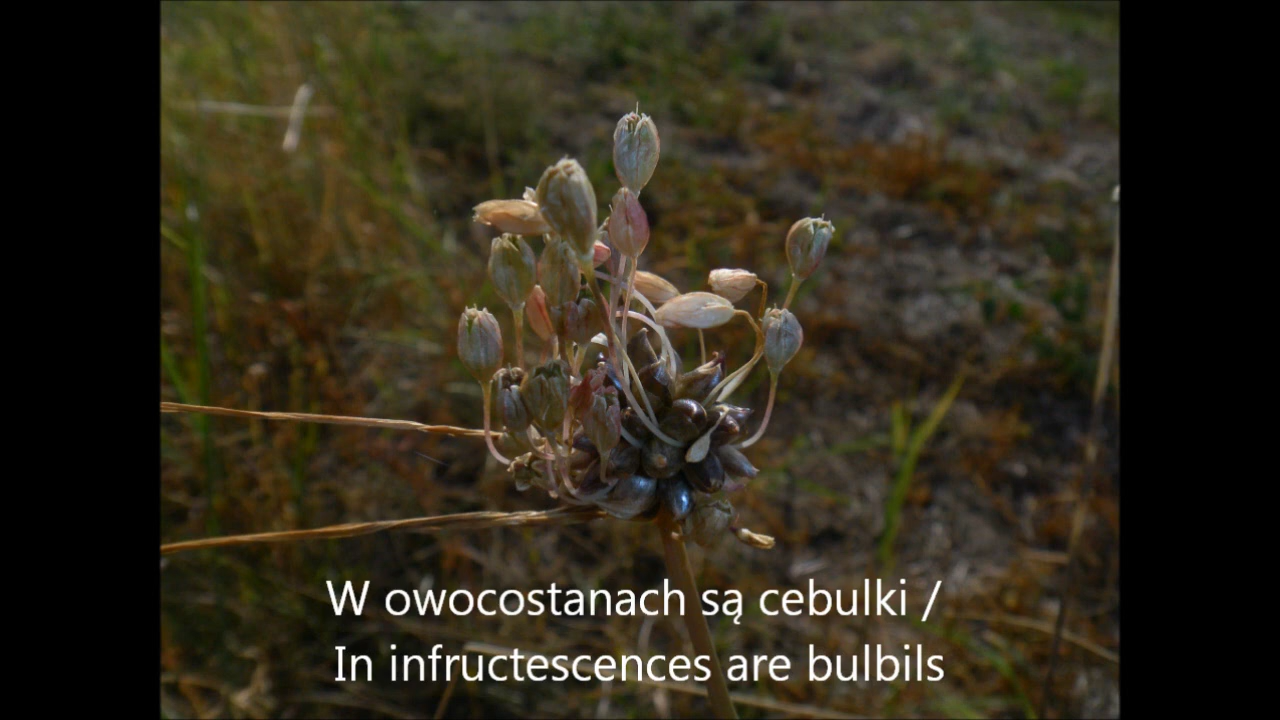 W owocostanach są cebulki /
In infructescences are bulbils